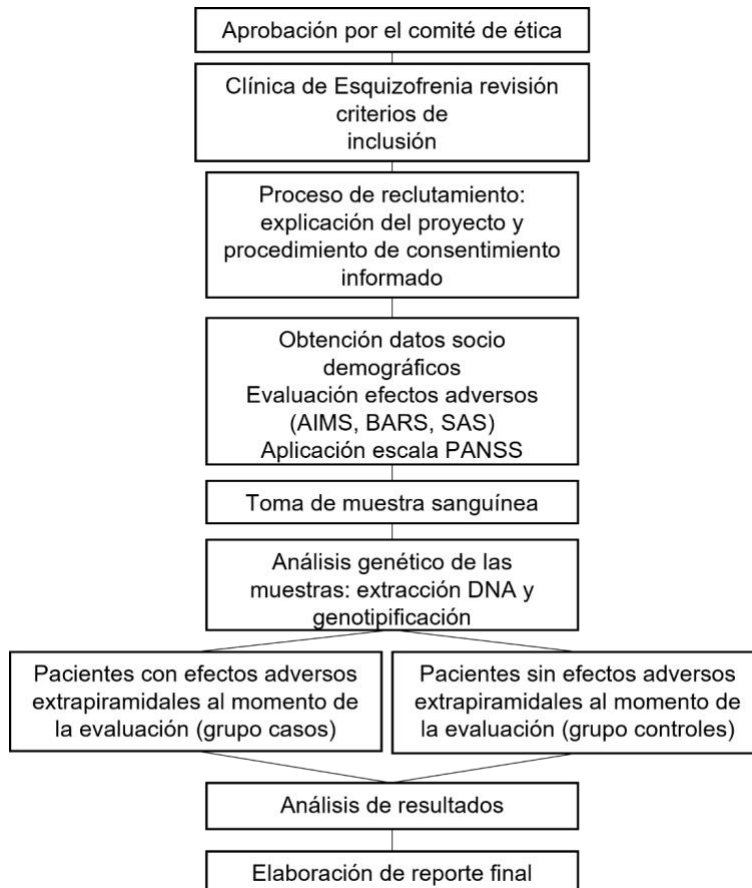 Aprobación por el comité de ética
Clínica de Esquizofrenia revisión
criterios de
inclusión
Proceso de reclutamiento:
explicación del proyecto y
procedimiento de consentimiento
informado
Obtención datos socio
demográficos
Evaluación efectos adversos
(AIMS, BARS, SAS)
Aplicación escala PANSS
Toma de muestra sanguínea
Análisis genético de las
muestras: extracción DNA y
genotipificación
Pacientes con efectos adversos
extrapiramidales al momento de
la evaluación (grupo casos)
Pacientes sin efectos adversos
extrapiramidales al momento de
la evaluación (grupo controles)
Análisis de resultados
Elaboración de reporte final